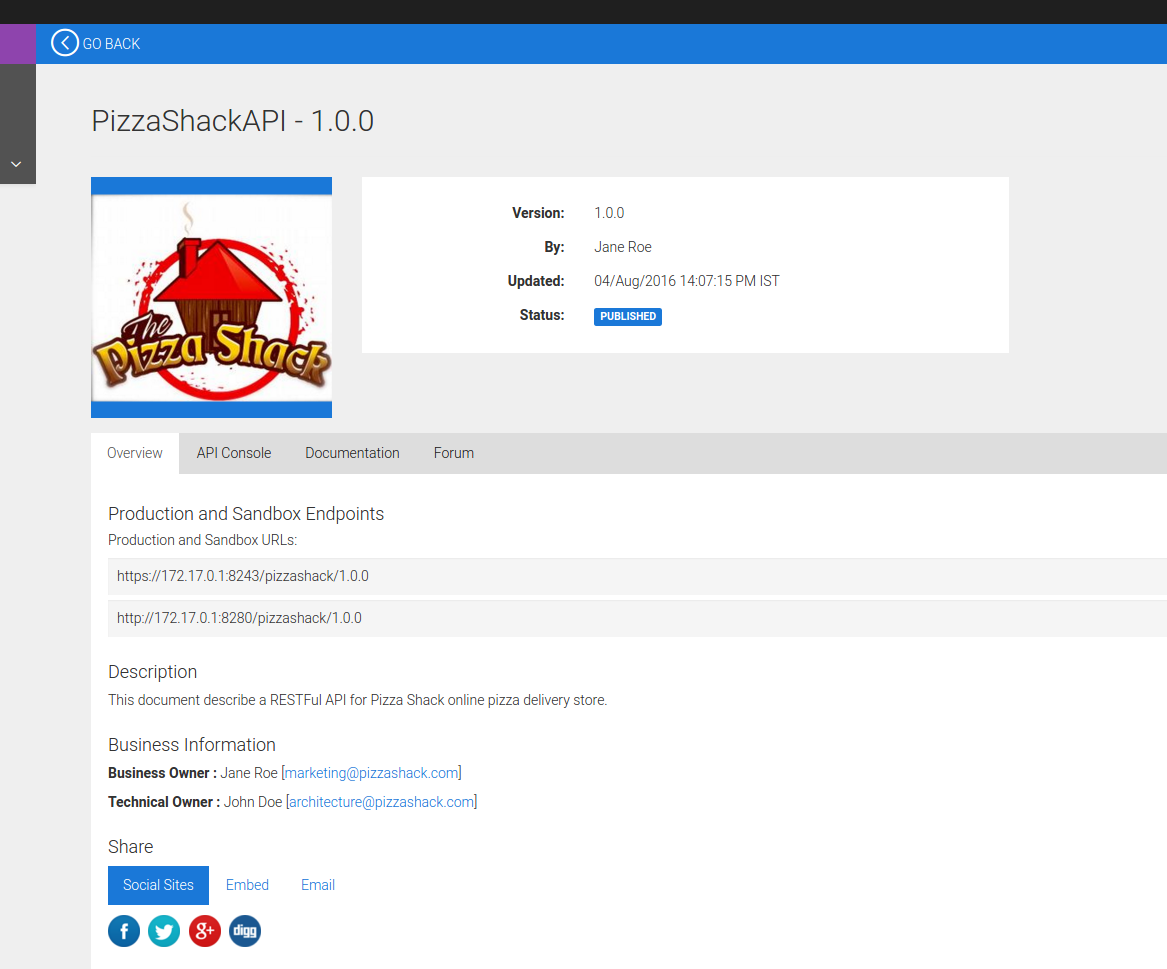 GO BACK
PizzaShackAPI - 1.0.0
The
Pizza Shack
Version: 1.0.0
By: Jane Roe
Updated: 04/Aug/2016 14:07:15 PM IST
Status: PUBLISHED
Overview API Console Documentation Forum
Production and Sandbox Endpoints
Production and Sandbox URLs:
https://172.17.0.1:8243/pizzashack/1.0.0
http://172.17.0.1:8280/pizzashack/1.0.0
Description
This document describe a RESTFul API for Pizza Shack online pizza delivery store.
Business Information
Business Owner : Jane Roe [marketing@pizzashack.com]
Technical Owner : John Doe [architecture@pizzashack.com]
Share
Social Sites Embed Email
f g+ digg